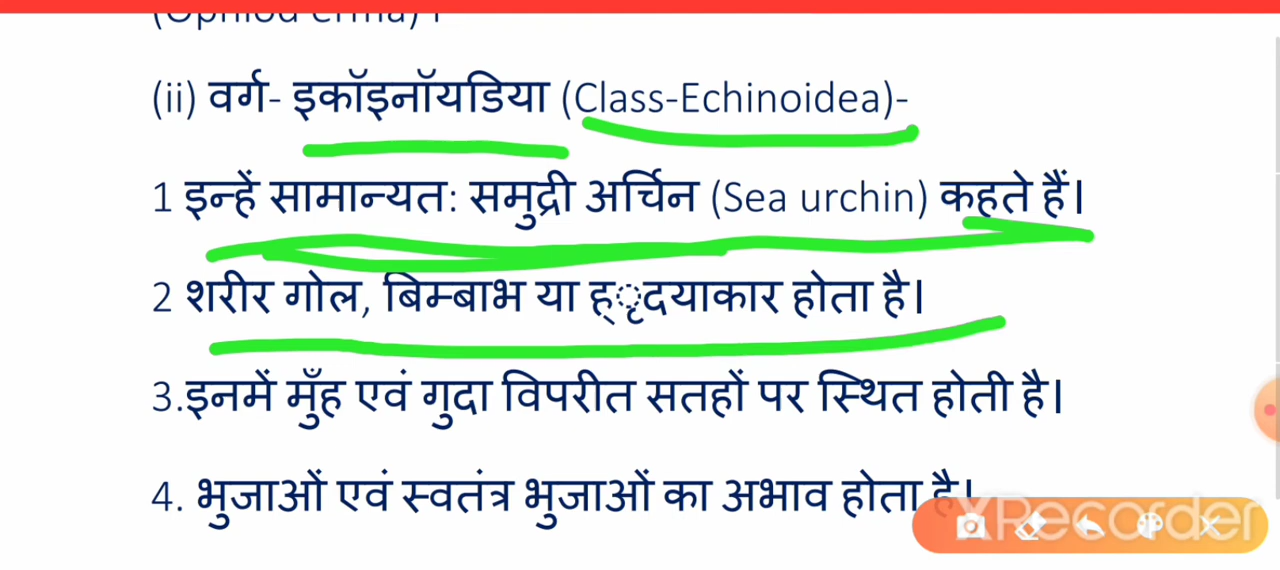 (ii) वर्ग- इकॉइनॉयडिया (Class-Echinoidea)-
1 इन्हें सामान्यत: समुद्री अर्चिन (Sea urchin) कहते हैं।
2 शरीर गोल, बिम्बाभ या ह्ृदयाकार होता है।
3.इनमें मुँह एवं गुदा विपरीत सतहों पर स्थित होती है।
4. भुजाओं एवं स्वतंत्र भुजाओं का अभाव होता है।
XRecorder